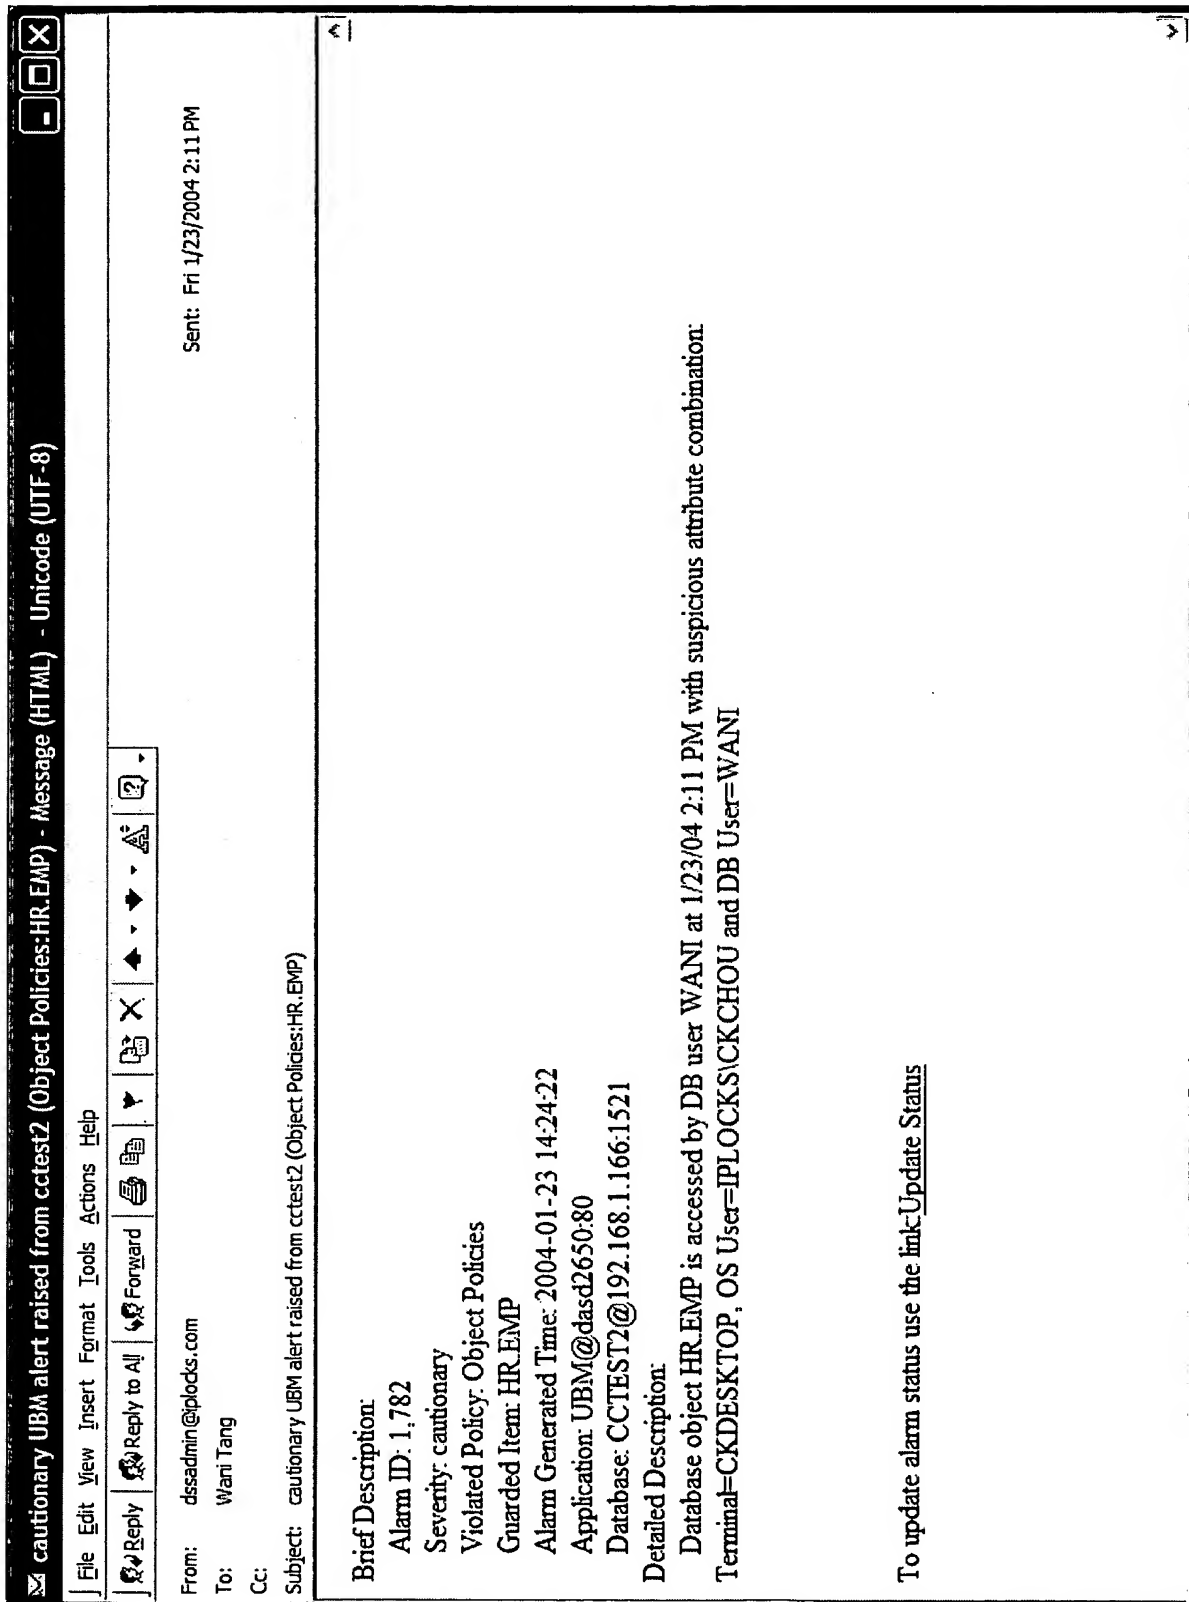 cautionary UBM alert raised from cctest2 (Object Policies:HR.EMP) - Message (HTML) - Unicode (UTF-8)
File Edit View Insert Format Tools Actions Help
Reply Reply to All Forward
From: dssadmin@iplocks.com Sent: Fri 1/23/2004 2:11 PM
To: Wani Tang
Cc:
Subject: cautionary UBM alert raised from cctest2 (Object Policies:HR.EMP)
Brief Description:
Alarm ID: 1,782
Severity: cautionary
Violated Policy: Object Policies
Guarded Item: HR.EMP
Alarm Generated Time: 2004-01-23 14:24:22
Application: UBM@dasd2650:80
Database: CCTEST2@192.168.1.166:1521
Detailed Description:
Database object HR.EMP is accessed by DB user WANI at 1/23/04 2:11 PM with suspicious attribute combination:
Terminal=CKDESKTOP, OS User=IPLOCKS\CKCHOU and DB User=WANI
To update alarm status use the link:Update Status